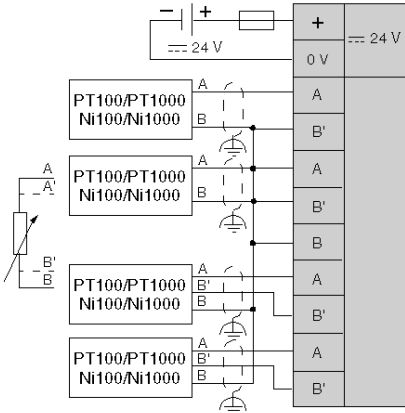 − +
⎓ 24 V
+
0 V
⎓ 24 V
PT100/PT1000
Ni100/Ni1000
A
B
A
B'
PT100/PT1000
Ni100/Ni1000
A
B
A
B'
B
A
A'
B'
B
PT100/PT1000
Ni100/Ni1000
A
B'
B
A
B'
PT100/PT1000
Ni100/Ni1000
A
B'
B
A
B'